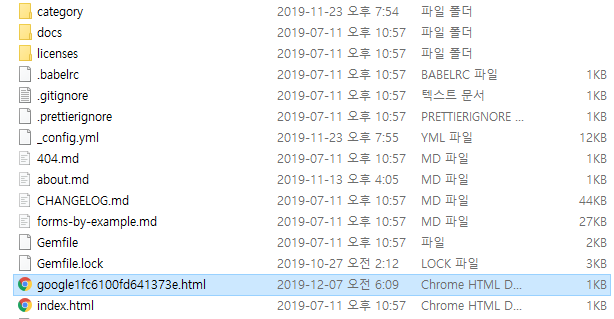 category 2019-11-23 오후 7:54 파일 폴더
docs 2019-07-11 오후 10:57 파일 폴더
licenses 2019-07-11 오후 10:57 파일 폴더
.babelrc 2019-07-11 오후 10:57 BABELRC 파일 1KB
.gitignore 2019-07-11 오후 10:57 텍스트 문서 1KB
.prettierignore 2019-07-11 오후 10:57 PRETTIERIGNORE ... 1KB
_config.yml 2019-11-23 오후 7:55 YML 파일 12KB
404.md 2019-07-11 오후 10:57 MD 파일 1KB
about.md 2019-11-13 오후 4:05 MD 파일 1KB
CHANGELOG.md 2019-07-11 오후 10:57 MD 파일 44KB
forms-by-example.md 2019-07-11 오후 10:57 MD 파일 27KB
Gemfile 2019-07-11 오후 10:57 파일 2KB
Gemfile.lock 2019-10-27 오전 2:12 LOCK 파일 3KB
google1fc6100fd641373e.html 2019-12-07 오전 6:09 Chrome HTML D... 1KB
index.html 2019-07-11 오후 10:57 Chrome HTML D... 1KB